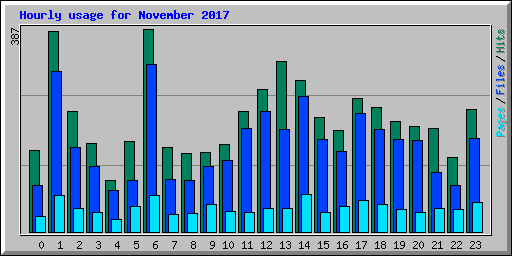 Hourly usage for November 2017
387
Pages/Files/Hits
0 1 2 3 4 5 6 7 8 9 10 11 12 13 14 15 16 17 18 19 20 21 22 23